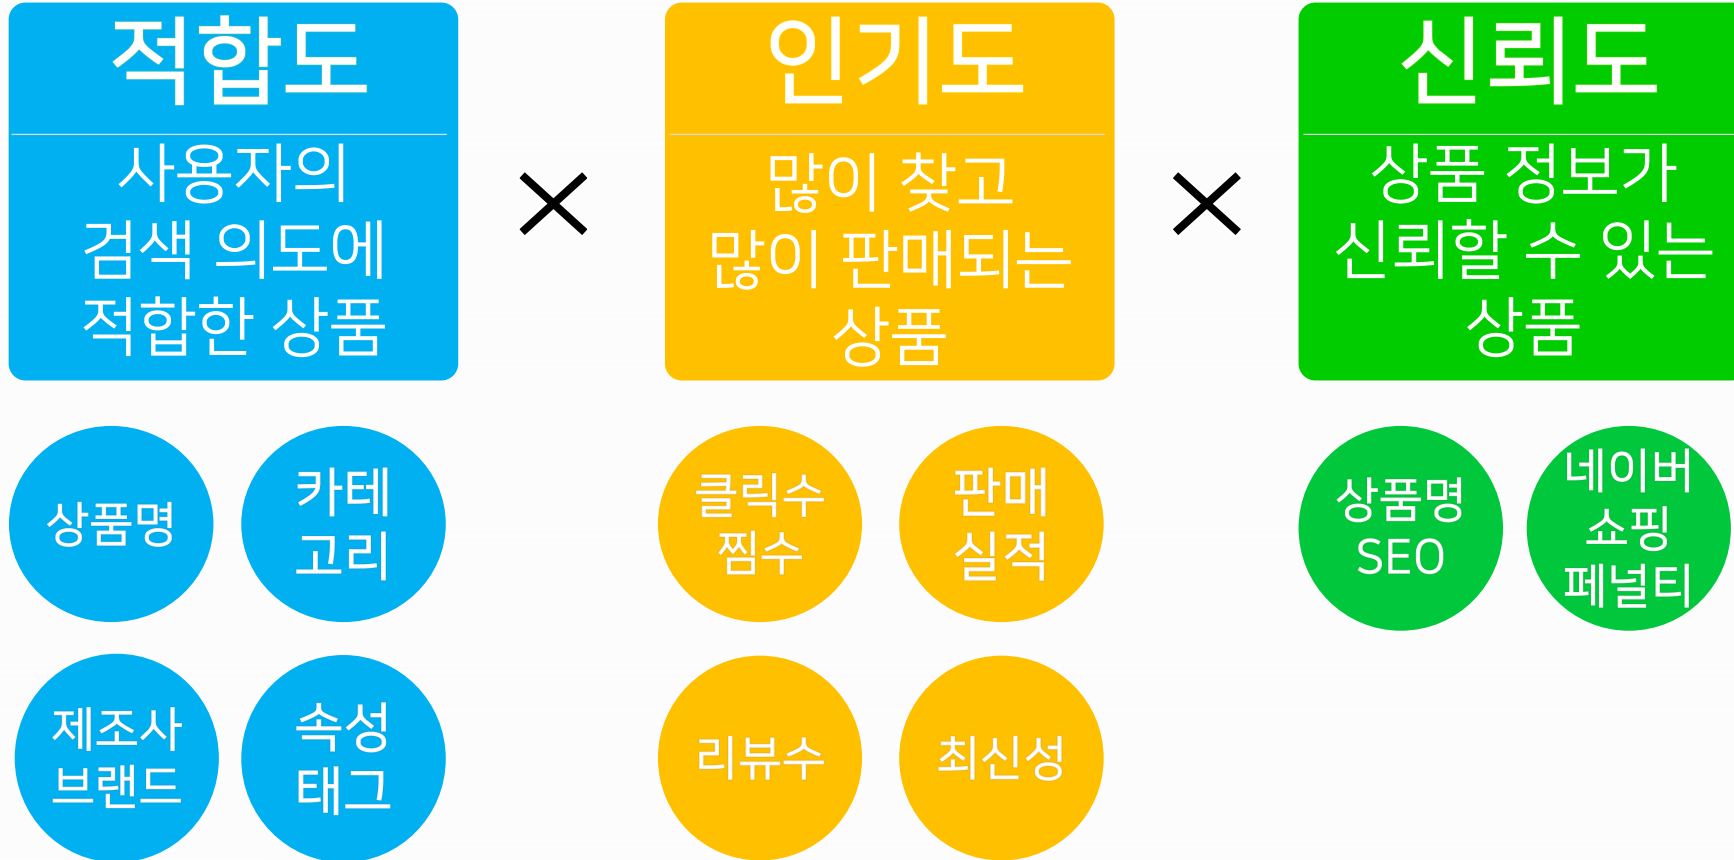 적합도
사용자의
검색 의도에
적합한 상품
인기도
많이 찾고
많이 판매되는
상품
신뢰도
상품 정보가
신뢰할 수 있는
상품
상품명
카테
고리
제조사
브랜드
속성
태그
클릭수
찜수
판매
실적
리뷰수
최신성
상품명
SEO
네이버
쇼핑
페널티